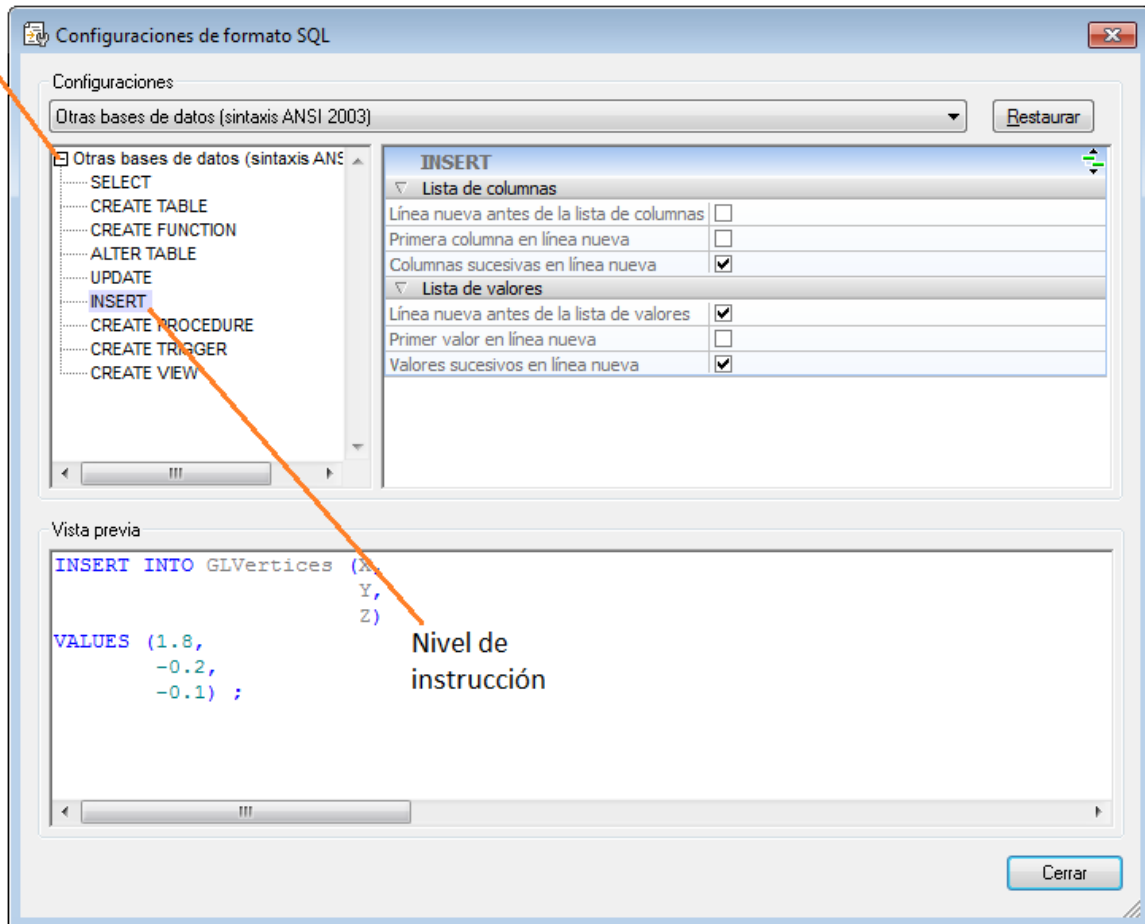 Configuraciones de formato SQL
Configuraciones
Otras bases de datos (sintaxis ANSI 2003)
Restaurar
Otras bases de datos (sintaxis ANS
SELECT
CREATE TABLE
CREATE FUNCTION
ALTER TABLE
UPDATE
INSERT
CREATE PROCEDURE
CREATE TRIGGER
CREATE VIEW
INSERT
Lista de columnas
Línea nueva antes de la lista de columnas
Primera columna en línea nueva
Columnas sucesivas en línea nueva
Lista de valores
Línea nueva antes de la lista de valores
Primer valor en línea nueva
Valores sucesivos en línea nueva
Vista previa
INSERT INTO GLVertices (X,
Y,
Z)
VALUES (1.8,
-0.2,
-0.1) ;
Nivel de
instrucción
Cerrar